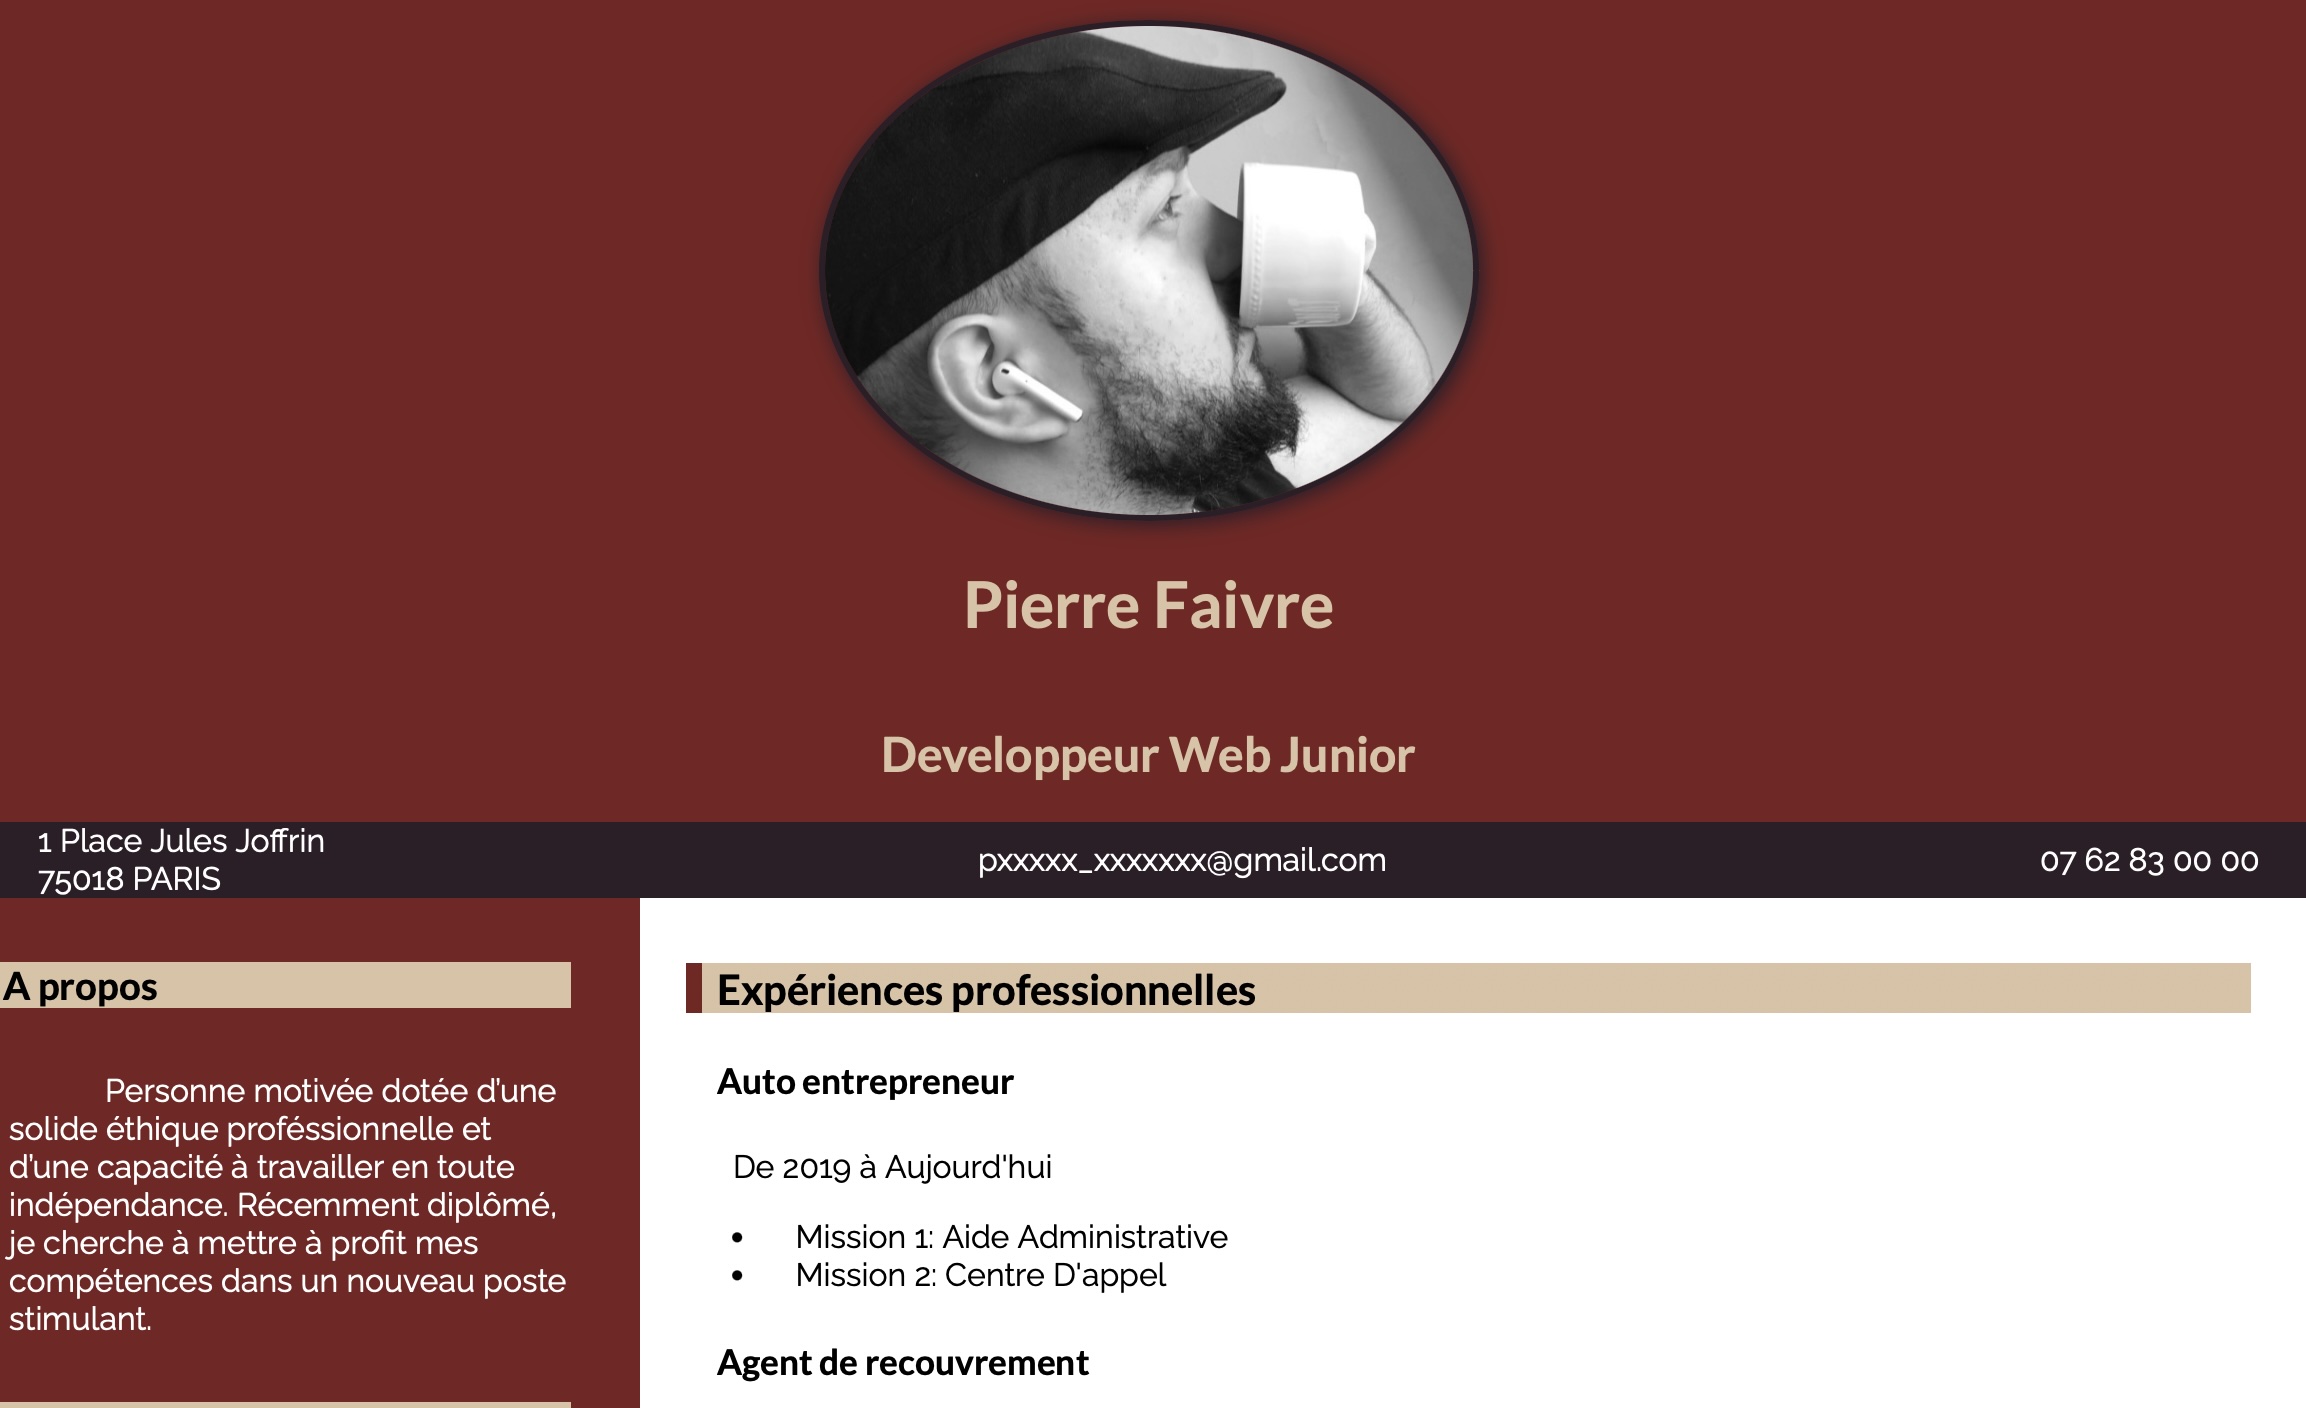 Pierre Faivre
Developpeur Web Junior
1 Place Jules Joffrin
75018 PARIS
pxxxxx_xxxxxxx@gmail.com
07 62 83 00 00
A propos
Personne motivée dotée d'une
solide éthique proféssionnelle et
d'une capacité à travailler en toute
indépendance. Récemment diplômé,
je cherche à mettre à profit mes
compétences dans un nouveau poste
stimulant.
Expériences professionnelles
Auto entrepreneur
De 2019 à Aujourd'hui
• Mission 1: Aide Administrative
• Mission 2: Centre D'appel
Agent de recouvrement